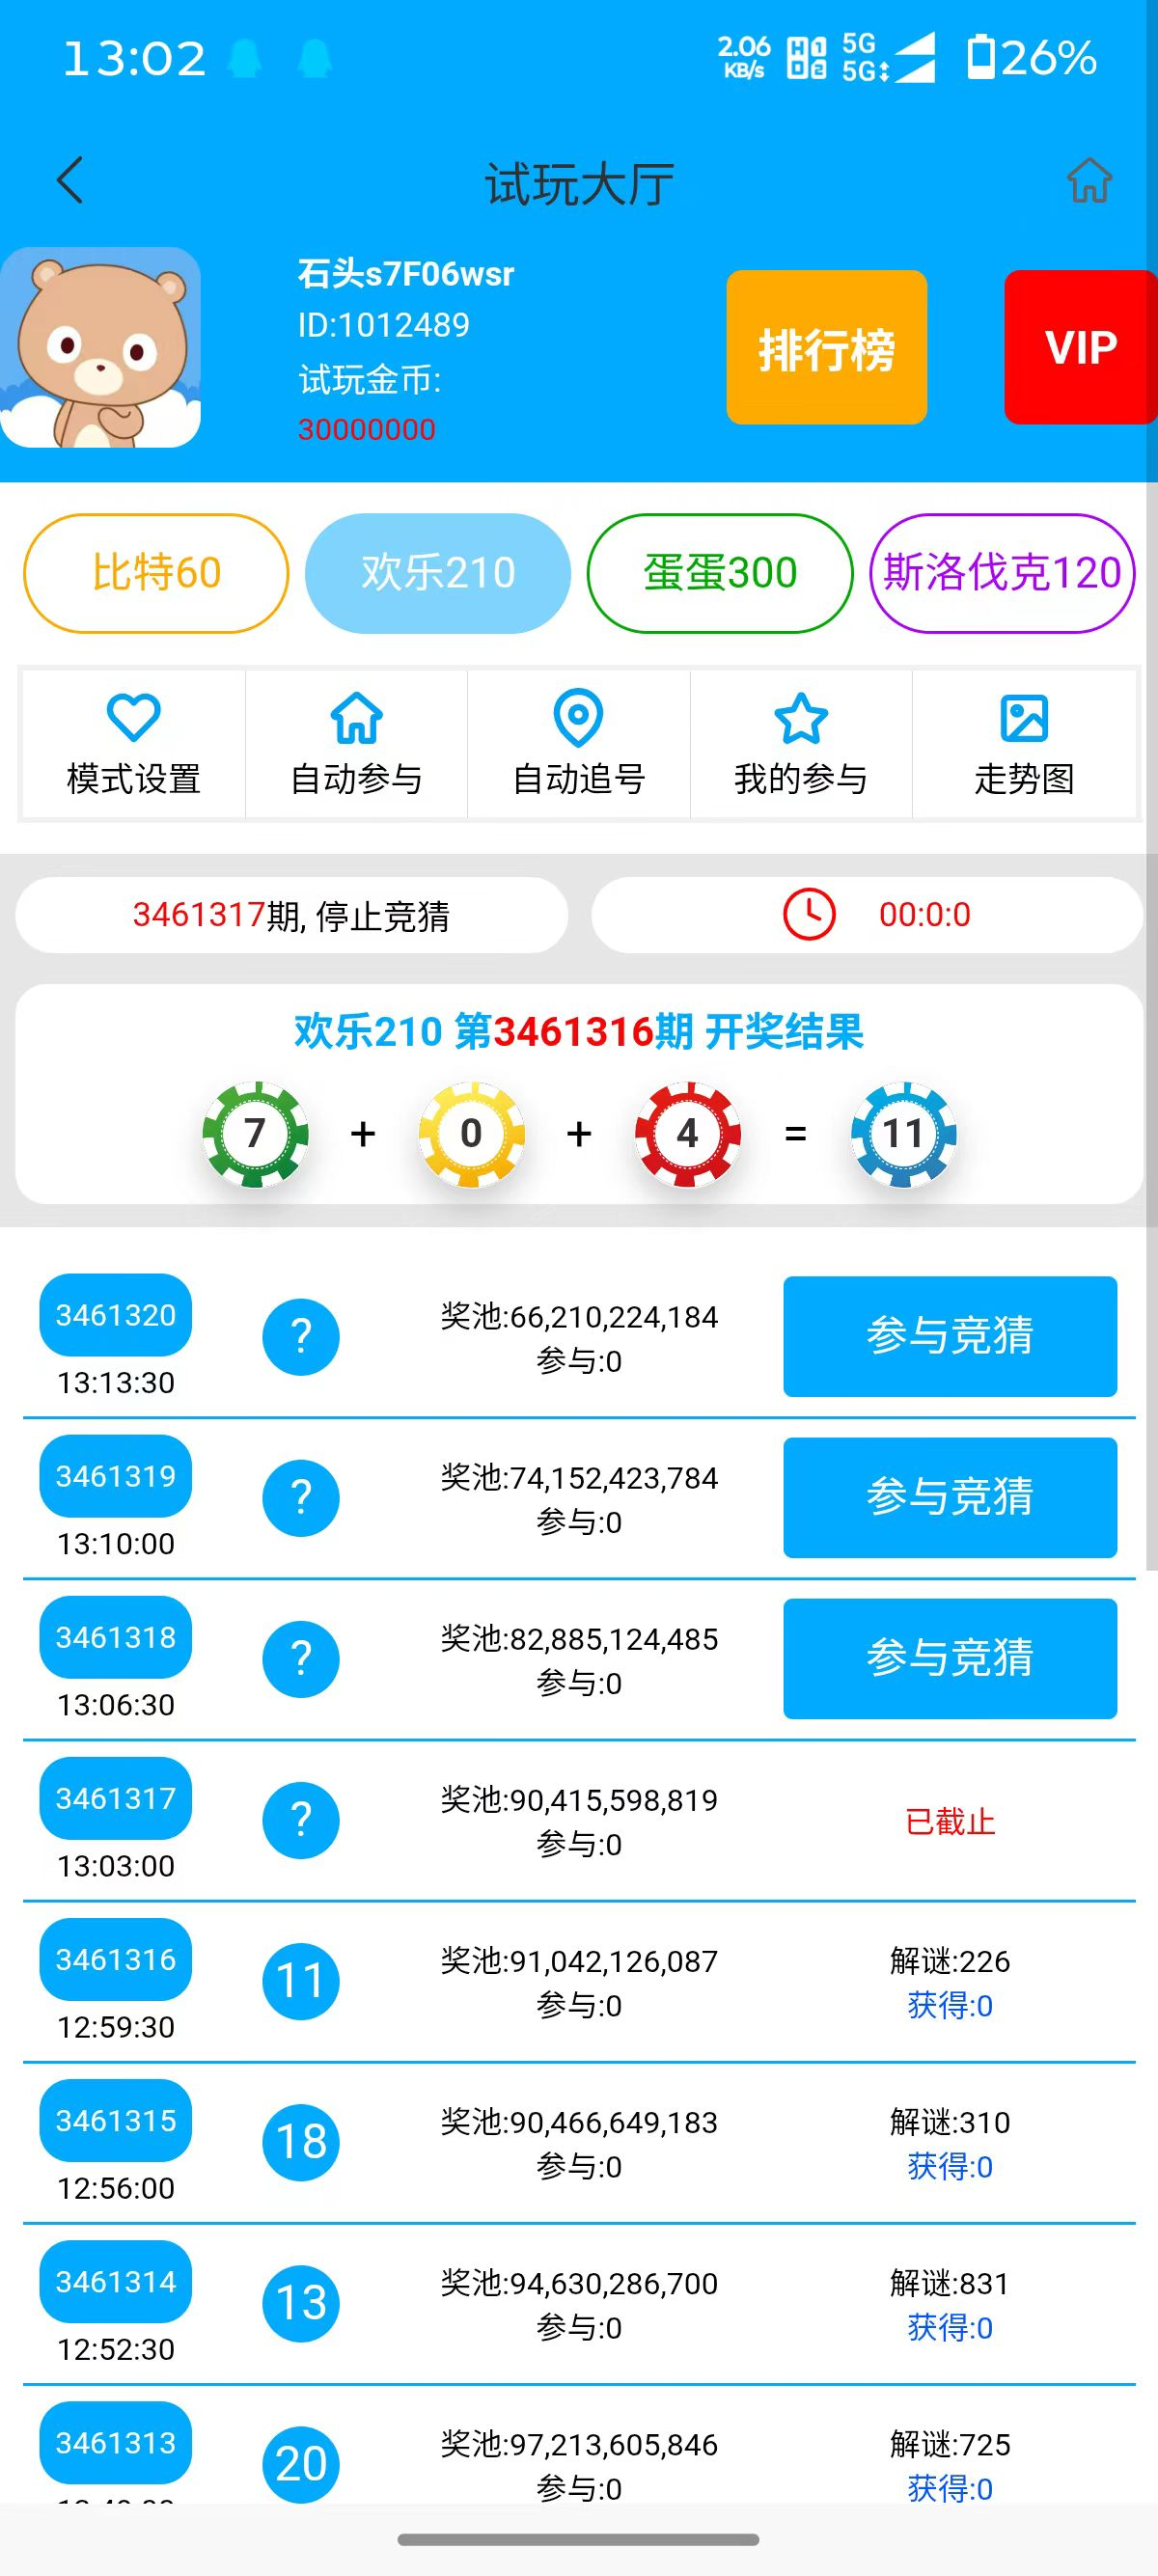 13:02
2.06
KB/s
HD 1
HD 2
5G
5G
26%
试玩大厅
石头s7F06wsr
ID:1012489
试玩金币:
30000000
排行榜
VIP
比特60
欢乐210
蛋蛋300
斯洛伐克120
模式设置
自动参与
自动追号
我的参与
走势图
3461317期, 停止竞猜
00:0:0
欢乐210 第3461316期 开奖结果
7 + 0 + 4 = 11
3461320
13:13:30
?
奖池:66,210,224,184
参与:0
参与竞猜
3461319
13:10:00
?
奖池:74,152,423,784
参与:0
参与竞猜
3461318
13:06:30
?
奖池:82,885,124,485
参与:0
参与竞猜
3461317
13:03:00
?
奖池:90,415,598,819
参与:0
已截止
3461316
12:59:30
11
奖池:91,042,126,087
参与:0
解谜:226
获得:0
3461315
12:56:00
18
奖池:90,466,649,183
参与:0
解谜:310
获得:0
3461314
12:52:30
13
奖池:94,630,286,700
参与:0
解谜:831
获得:0
3461313
20
奖池:97,213,605,846
参与:0
解谜:725
获得:0